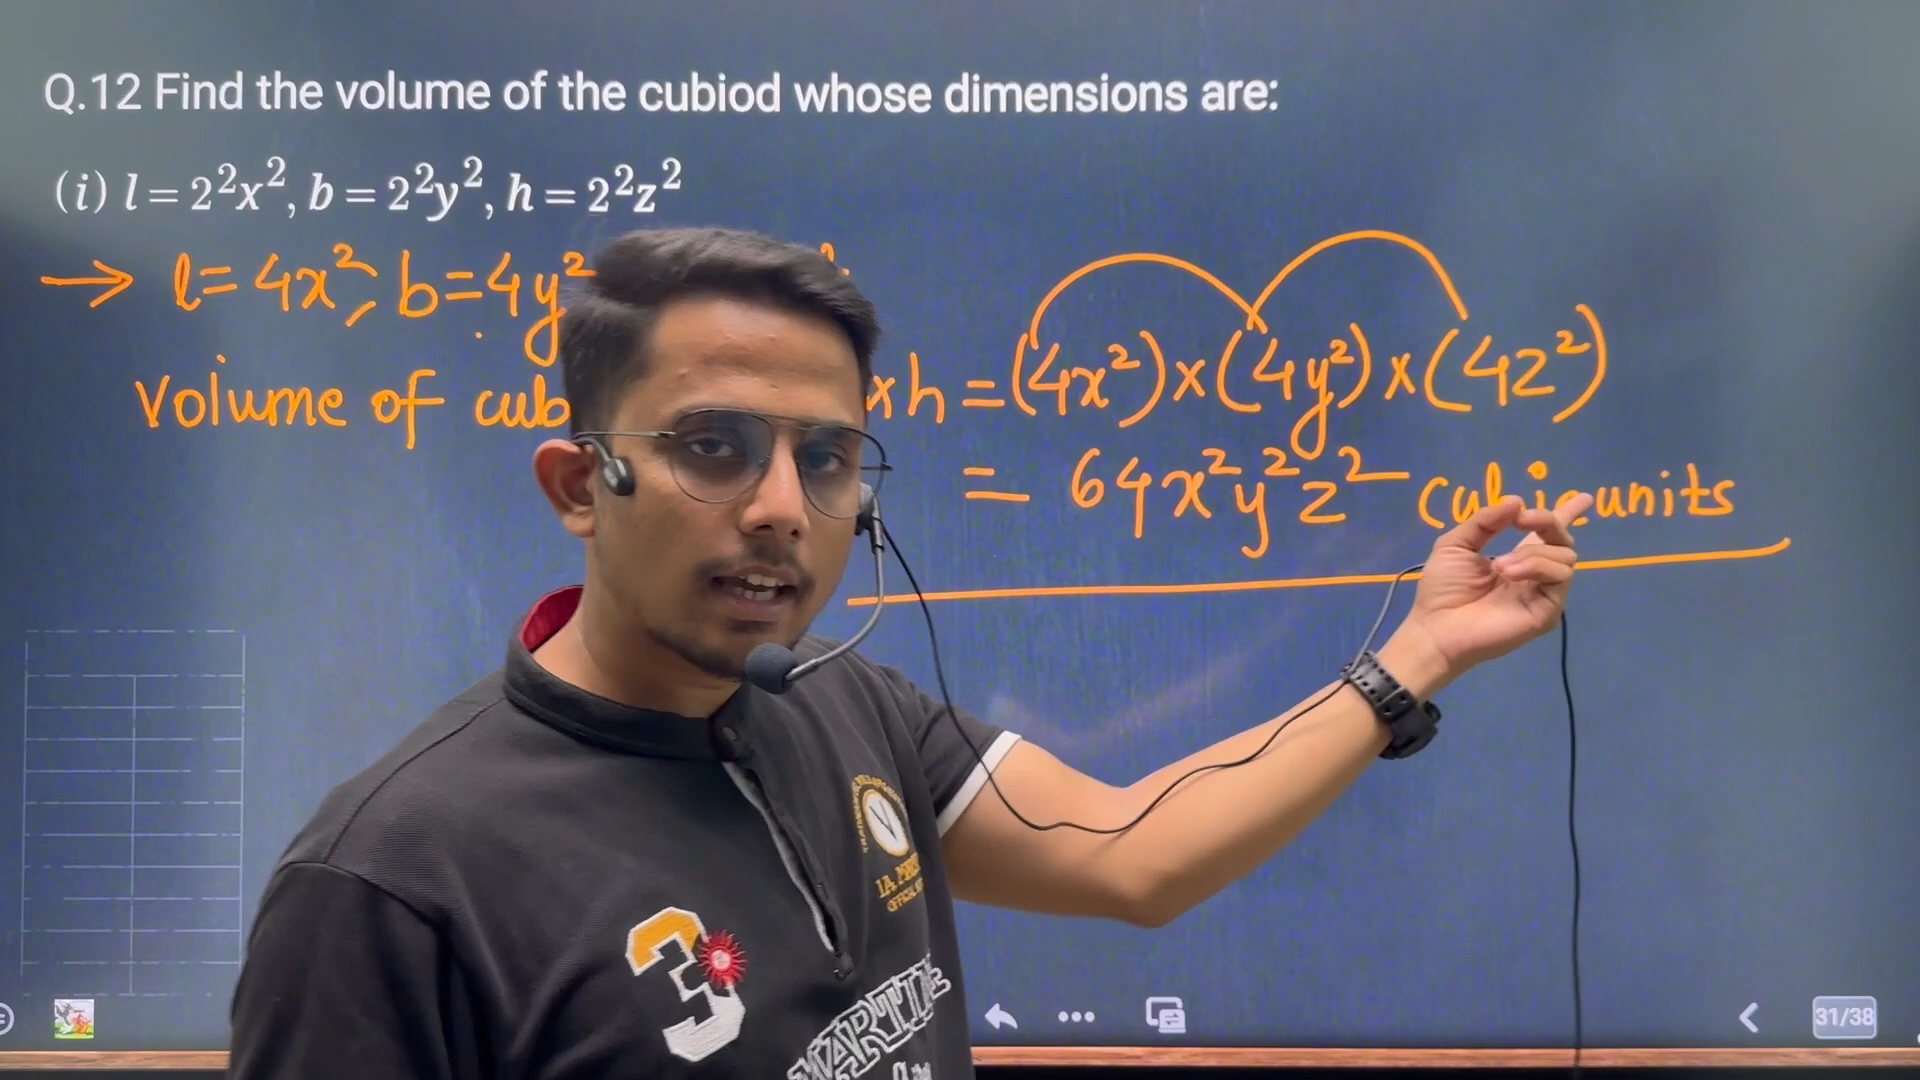 Q.12 Find the volume of the cubiod whose dimensions are:
(i) l = 2²x², b = 2²y², h = 2²z²
→ l = 4x², b = 4y²
Volume of cub × h = (4x²) × (4y²) × (4z²)
= 64x²y²z² cubic units
V
3
31/38